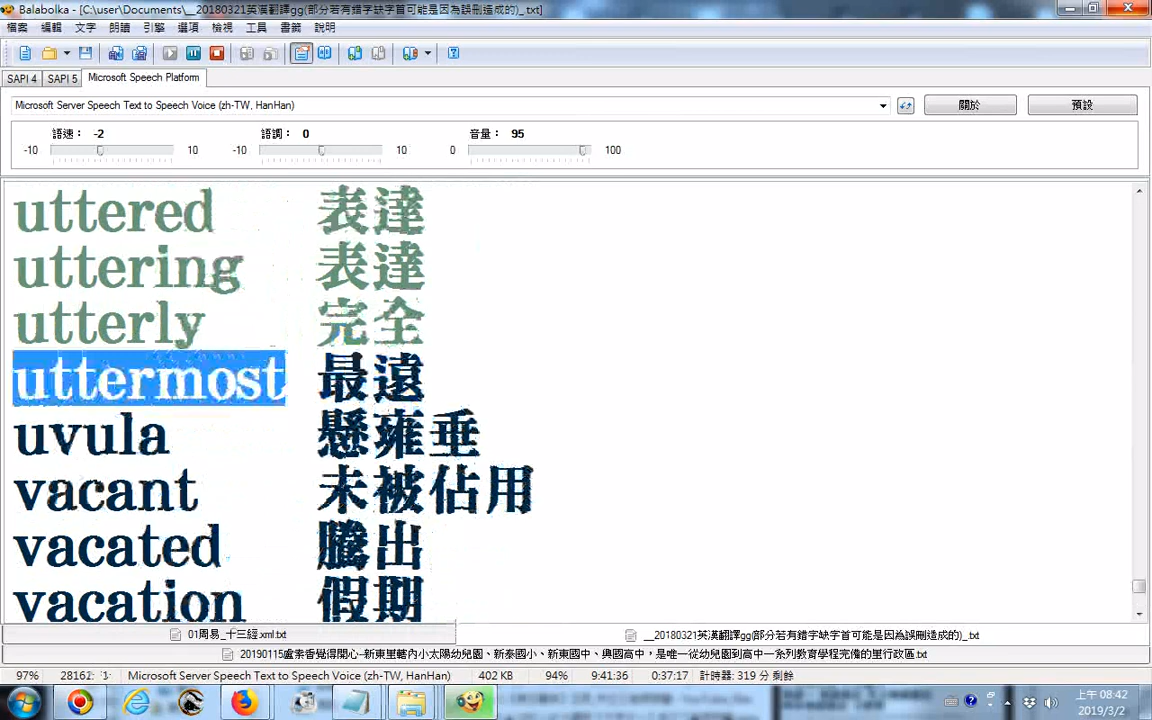 Balabolka - [C:\user\Documents\__20180321英漢翻譯gg(部分若有錯字缺字首可能是因為誤刪造成的)_.txt]
檔案 編輯 文字 朗讀 引擎 選項 檢視 工具 書籤 說明
SAPI 4 SAPI 5 Microsoft Speech Platform
Microsoft Server Speech Text to Speech Voice (zh-TW, HanHan) 關於 預設
語速： -2 語調： 0 音量： 95
-10 10 -10 10 0 100
uttered 表達
uttering 表達
utterly 完全
uttermost 最遠
uvula 懸雍垂
vacant 未被佔用
vacated 騰出
vacation 假期
01周易_十三經.xml.txt __20180321英漢翻譯gg(部分若有錯字缺字首可能是因為誤刪造成的)_.txt
20190115盧素香覺得開心--新東里轄內小太陽幼兒園、新泰國小、新東國中、興國高中，是唯一從幼兒園到高中一系列教育學程完備的里行政區.txt
97% Microsoft Server Speech Text to Speech Voice (zh-TW, HanHan) 402 KB 94% 9:41:36 0:37:17 計時器: 319 分 剩餘
上午 08:42
2019/3/2